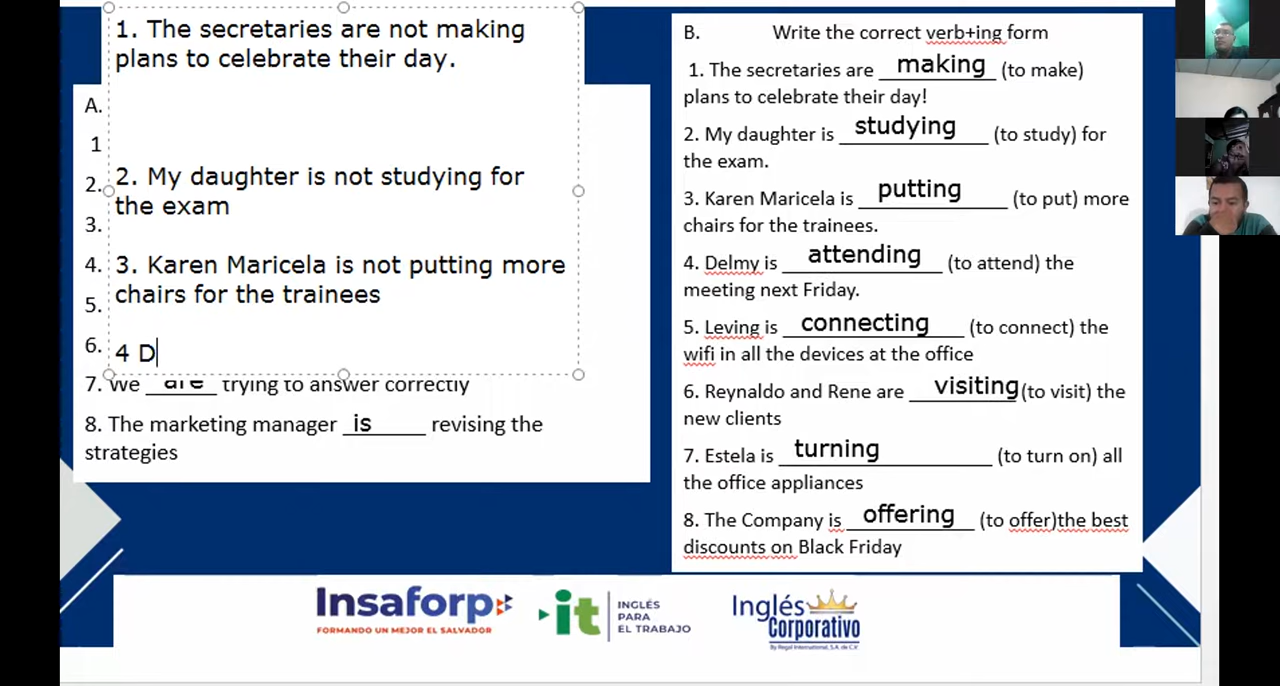 1. The secretaries are not making
plans to celebrate their day.
2. My daughter is not studying for
the exam
3. Karen Maricela is not putting more
chairs for the trainees
4 D
A.
1
2.
3.
4.
5.
6.
7. We are trying to answer correctly
8. The marketing manager is revising the
strategies
B. Write the correct verb+ing form
1. The secretaries are making (to make)
plans to celebrate their day!
2. My daughter is studying (to study) for
the exam.
3. Karen Maricela is putting (to put) more
chairs for the trainees.
4. Delmy is attending (to attend) the
meeting next Friday.
5. Leving is connecting (to connect) the
wifi in all the devices at the office
6. Reynaldo and Rene are visiting (to visit) the
new clients
7. Estela is turning (to turn on) all
the office appliances
8. The Company is offering (to offer)the best
discounts on Black Friday
Insaforp
FORMANDO UN MEJOR EL SALVADOR
it
INGLÉS
PARA
EL TRABAJO
Inglés
Corporativo
By Regal International, S.A. de C.V.